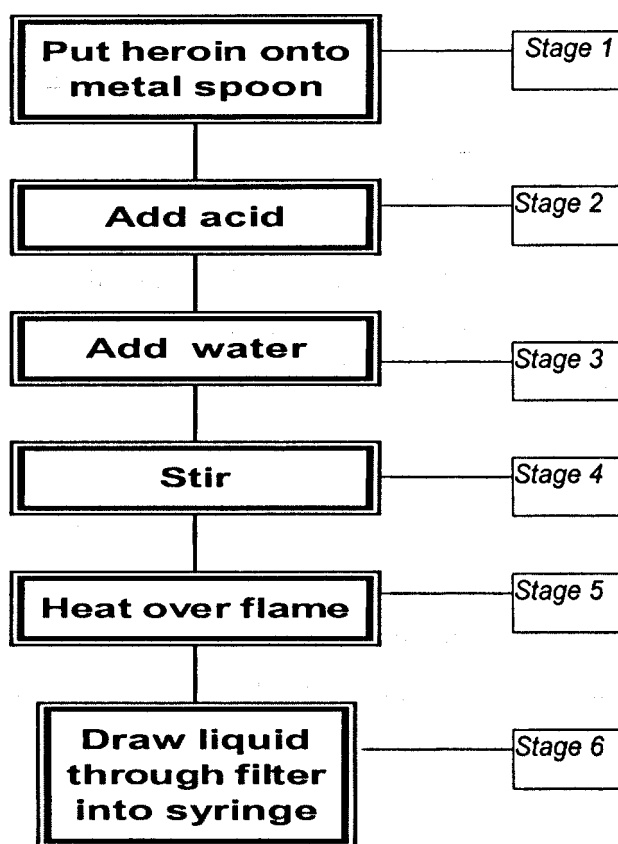 Put heroin onto
metal spoon
Stage 1
Add acid
Stage 2
Add water
Stage 3
Stir
Stage 4
Heat over flame
Stage 5
Draw liquid
through filter
into syringe
Stage 6